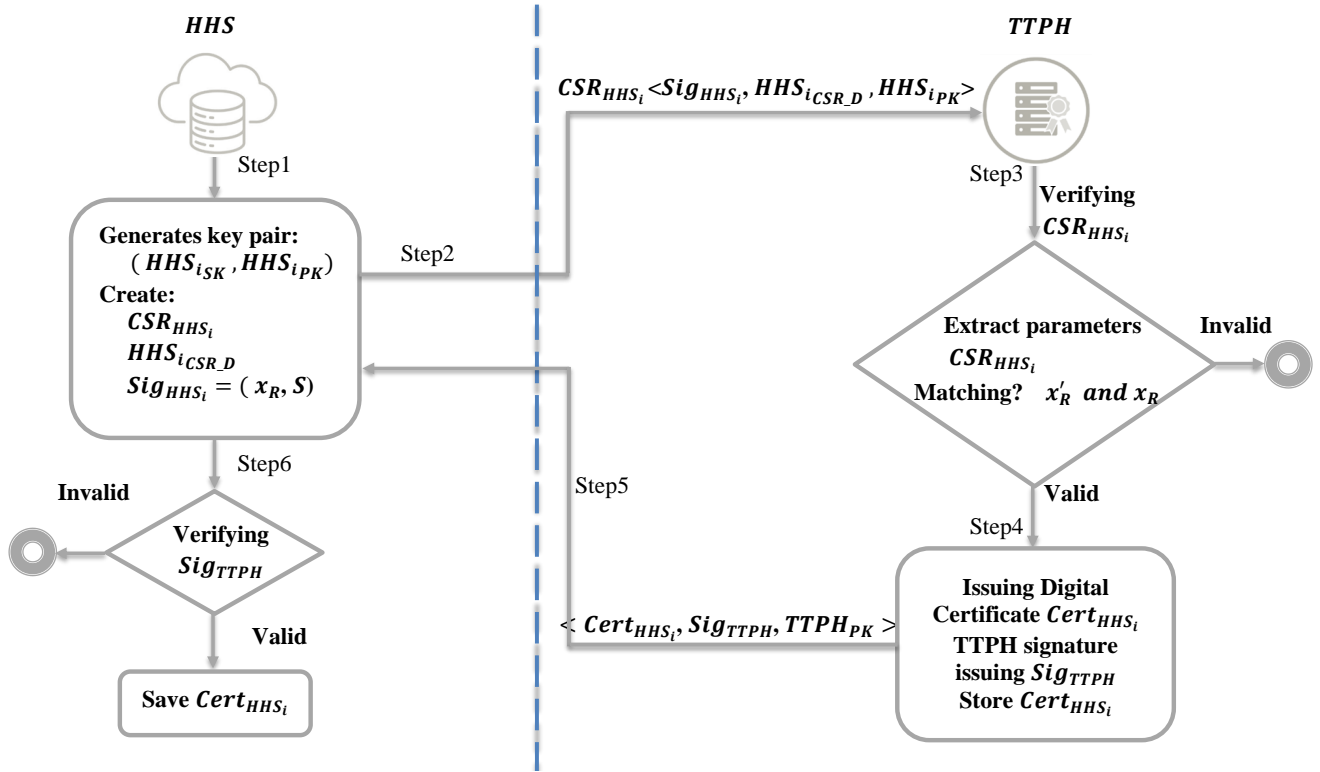 HHS
TTPH
CSR_{HHS_i} <Sig_{HHS_i}, HHS_{i_{CSR_D}}, HHS_{i_{PK}}>
Step1
Generates key pair:
(HHS_{i_{SK}}, HHS_{i_{PK}})
Create:
CSR_{HHS_i}
HHS_{i_{CSR_D}}
Sig_{HHS_i} = (x_R, S)
Step2
Step3
Verifying
CSR_{HHS_i}
Extract parameters
CSR_{HHS_i}
Matching? x'_R and x_R
Invalid
Valid
Step4
Issuing Digital
Certificate Cert_{HHS_i}
TTPH signature
issuing Sig_{TTPH}
Store Cert_{HHS_i}
Step5
< Cert_{HHS_i}, Sig_{TTPH}, TTPH_{PK} >
Step6
Invalid
Verifying
Sig_{TTPH}
Valid
Save Cert_{HHS_i}